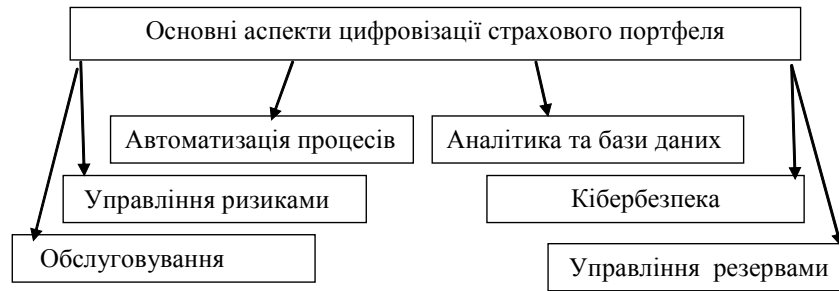 Основні аспекти цифровізації страхового портфеля
Автоматизація процесів
Аналітика та бази даних
Управління ризиками
Кібербезпека
Обслуговування
Управління резервами